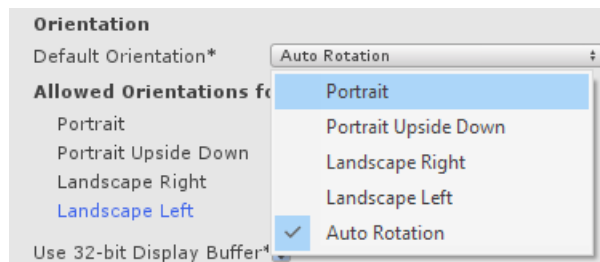 Orientation
Default Orientation* Auto Rotation
Allowed Orientations fo
Portrait
Portrait Upside Down
Landscape Right
Landscape Left
Use 32-bit Display Buffer*
Portrait
Portrait Upside Down
Landscape Right
Landscape Left
Auto Rotation